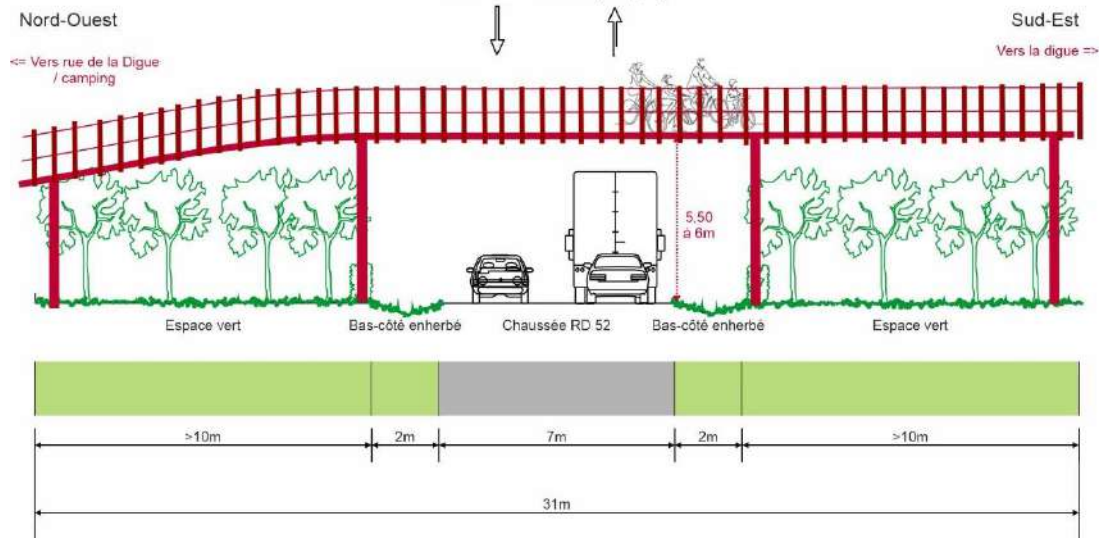 Nord-Ouest
Sud-Est
<= Vers rue de la Digue
/ camping
Vers la digue =>
5,50
à 6m
Espace vert
Bas-côté enherbé
Chaussée RD 52
Bas-côté enherbé
Espace vert
>10m
2m
7m
2m
>10m
31m